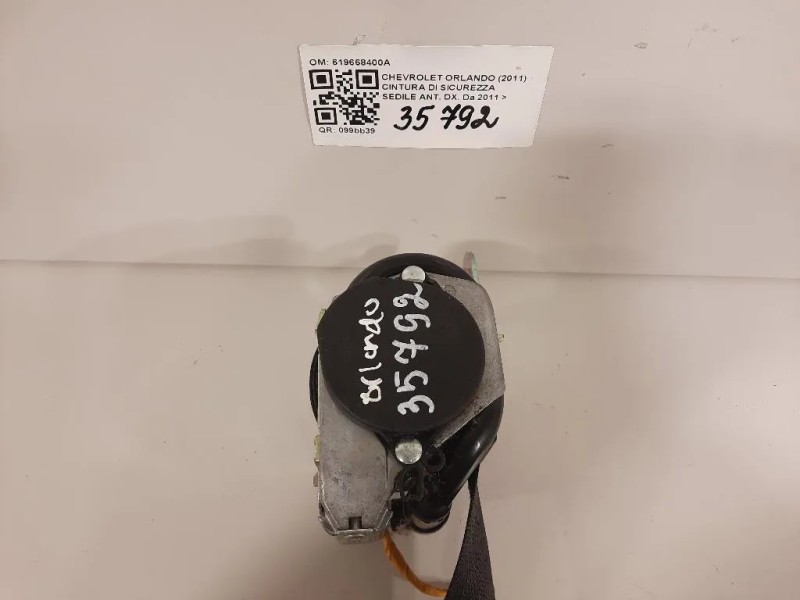 OM: 619668400A
CHEVROLET ORLANDO (2011)
CINTURA DI SICUREZZA
SEDILE ANT. DX. Da 2011 >
35792
QR: 099bb39
orlando
35792